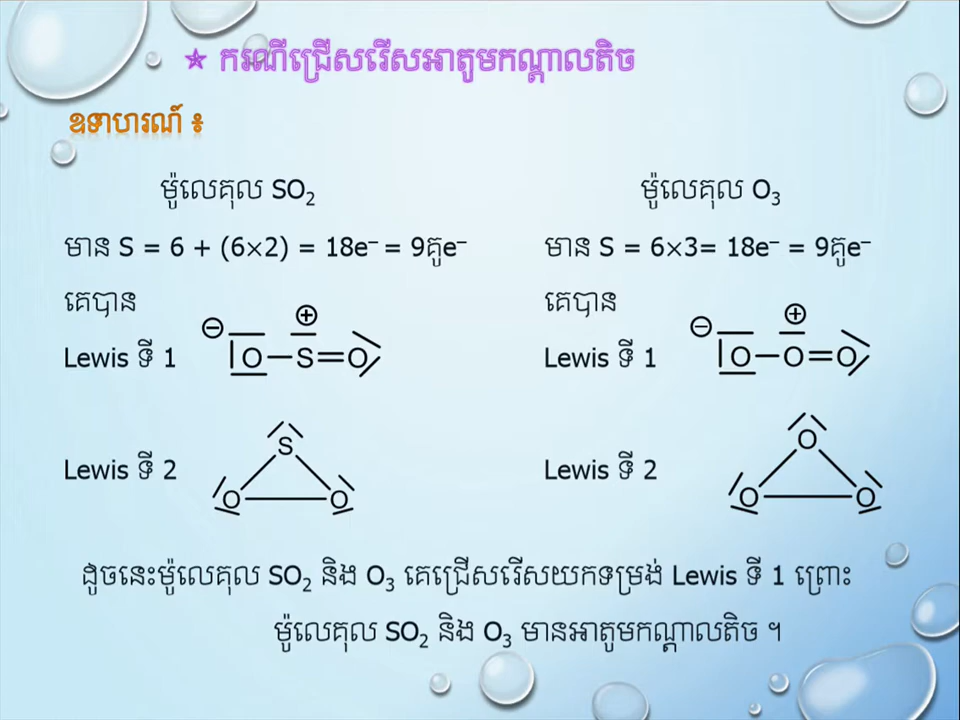 ✯ ករណីជ្រើសរើសអាតូមកណ្តាលតិច
ឧទាហរណ៍ ៖
ម៉ូលេគុល SO₂
មាន S = 6 + (6×2) = 18e⁻ = 9គូe⁻
គេបាន
Lewis ទី 1
⊖ ⊕
O–S=O
Lewis ទី 2
S
O O
ម៉ូលេគុល O₃
មាន S = 6×3= 18e⁻ = 9គូe⁻
គេបាន
Lewis ទី 1
⊖ ⊕
O–O=O
Lewis ទី 2
O
O O
ដូចនេះម៉ូលេគុល SO₂ និង O₃ គេជ្រើសរើសយកទម្រង់ Lewis ទី 1 ព្រោះ
ម៉ូលេគុល SO₂ និង O₃ មានអាតូមកណ្តាលតិច ។